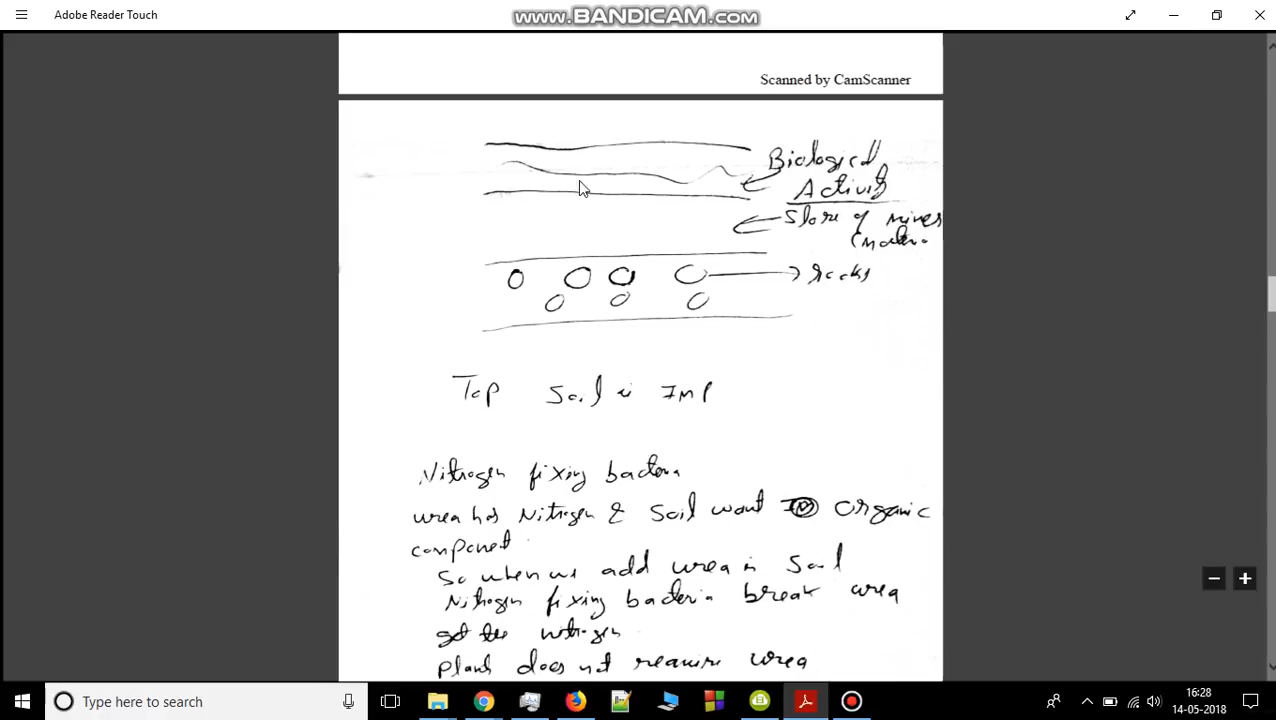 Adobe Reader Touch
www.BANDICAM.com
Scanned by CamScanner
Biological
Activity
Store of
rocks
Top Soil is Imp
Nitrogen fixing bacteria
urea has Nitrogen & Soil want organic
component
So when we add urea in Soil
Nitrogen fixing bacteria break urea
get the nitrogen
plant does not require urea
Type here to search
16:28
14-05-2018